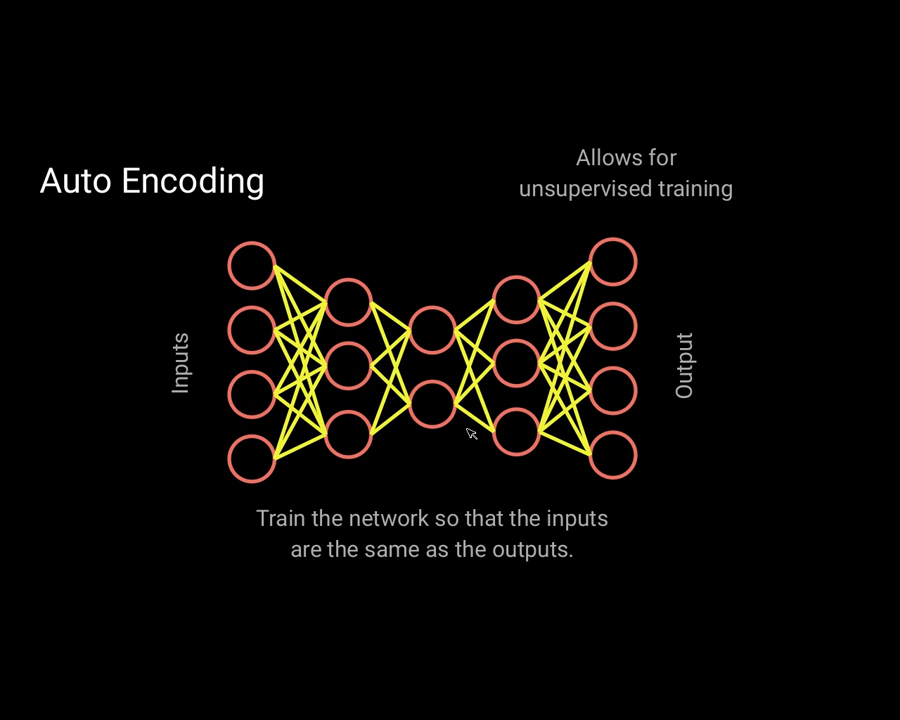 Allows for
Auto Encoding
unsupervised training
Inputs
Output
Train the network so that the inputs
are the same as the outputs.